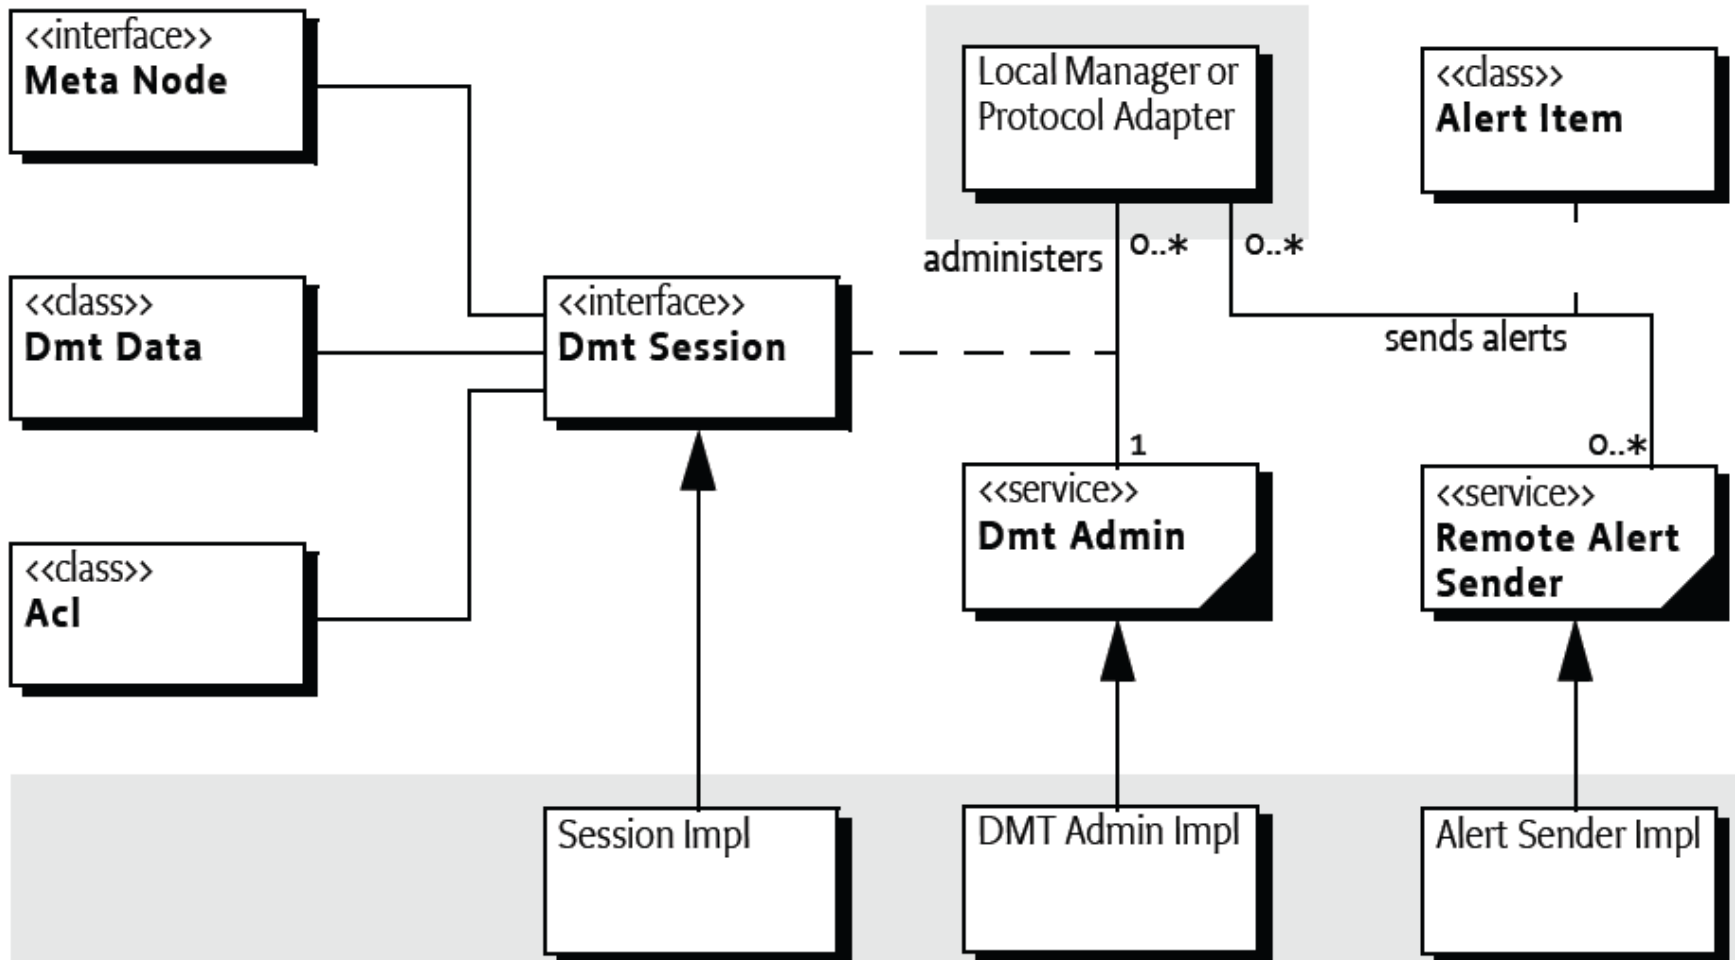 <<interface>>
Meta Node
Local Manager or
Protocol Adapter
<<class>>
Alert Item
administers
0..*
0..*
<<class>>
Dmt Data
<<interface>>
Dmt Session
sends alerts
1
0..*
<<service>>
Dmt Admin
<<service>>
Remote Alert
Sender
<<class>>
Acl
Session Impl
DMT Admin Impl
Alert Sender Impl